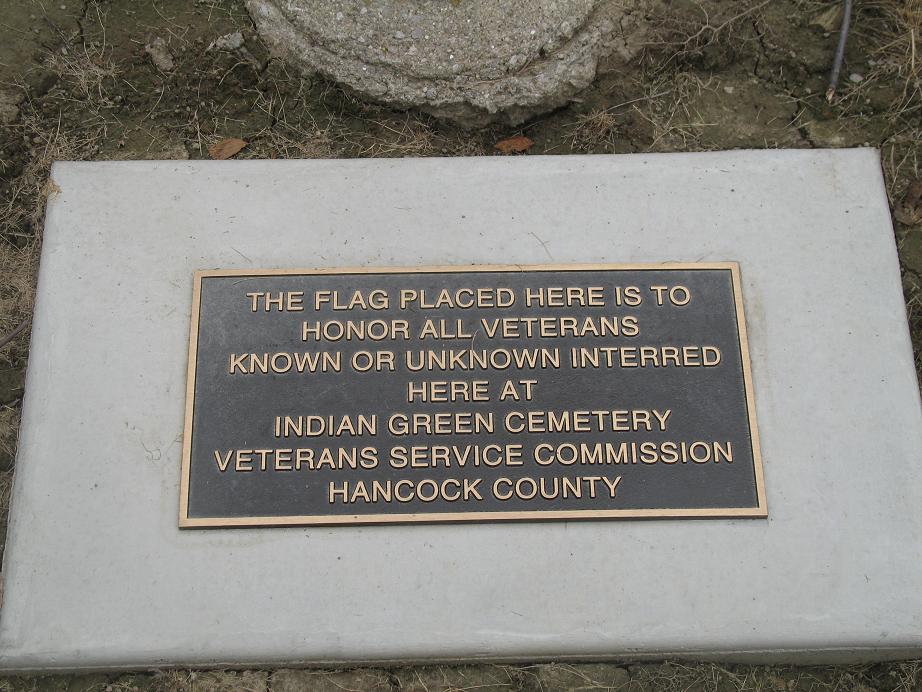 THE FLAG PLACED HERE IS TO
HONOR ALL VETERANS
KNOWN OR UNKNOWN INTERRED
HERE AT
INDIAN GREEN CEMETERY
VETERANS SERVICE COMMISSION
HANCOCK COUNTY